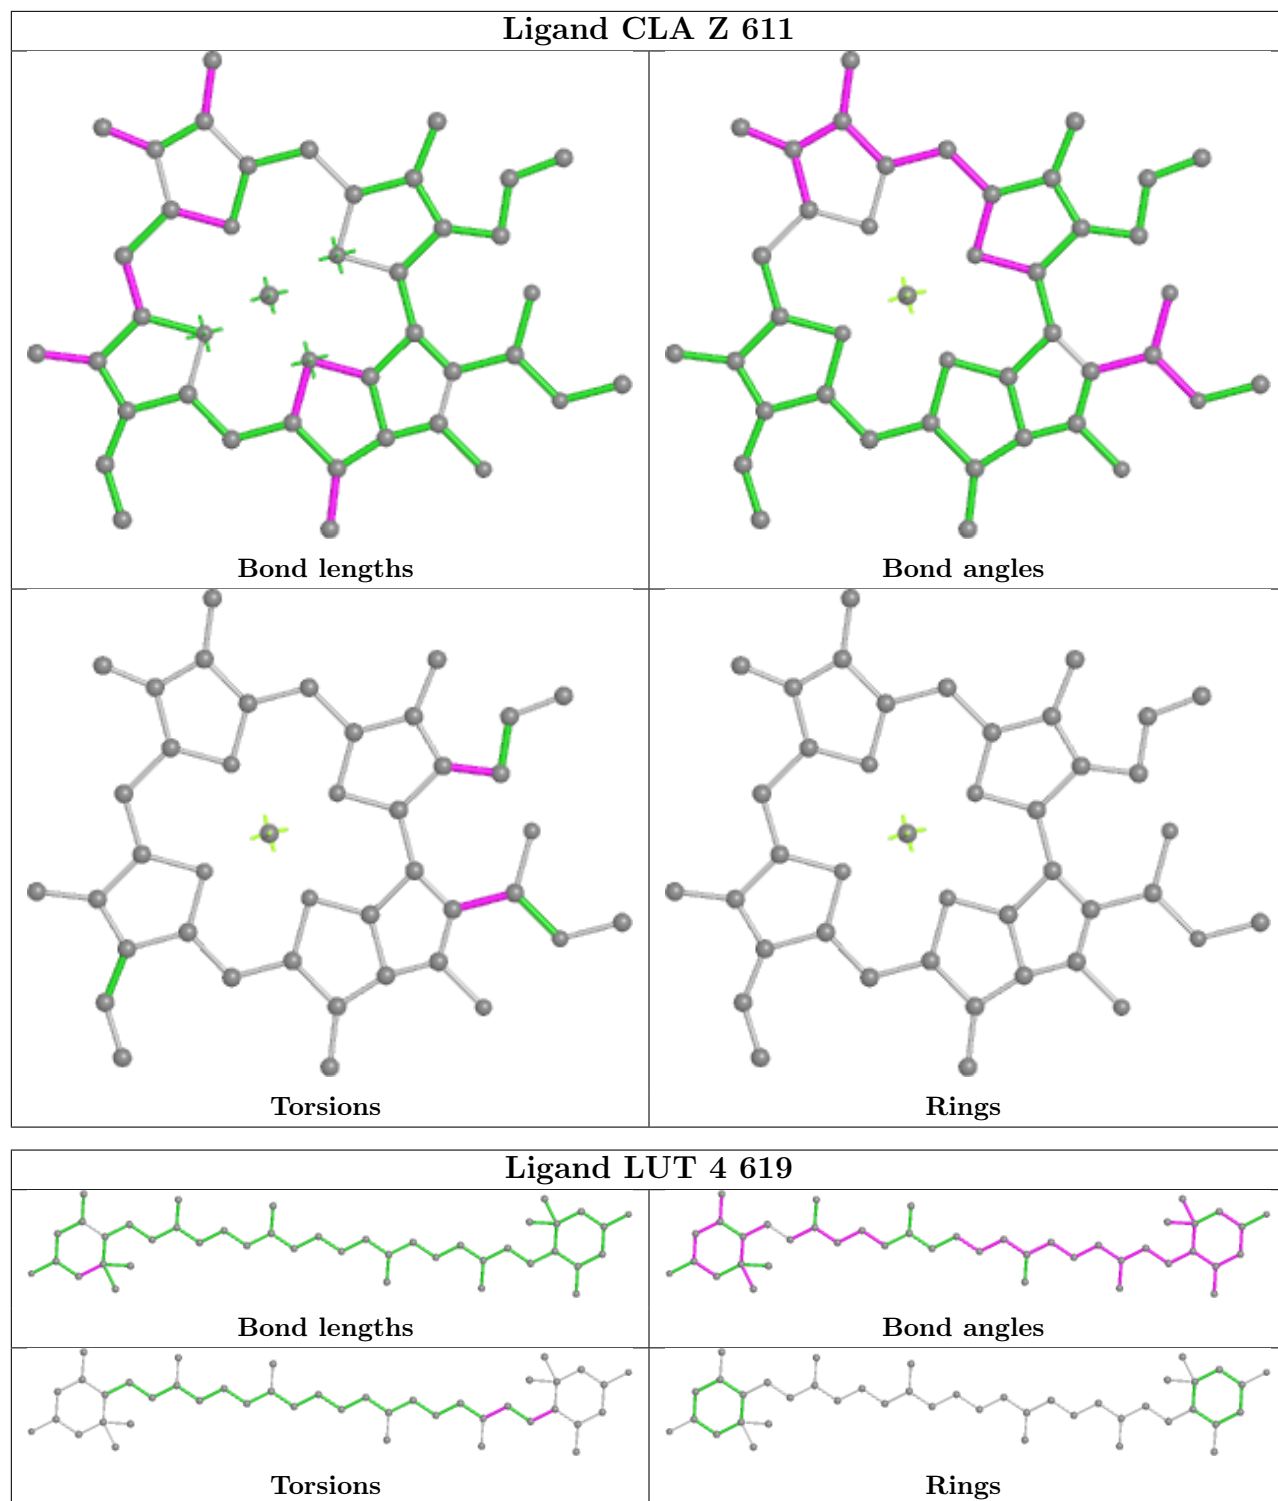 Ligand CLA Z 611
Bond lengths
Bond angles
Torsions
Rings
Ligand LUT 4 619
Bond lengths
Bond angles
Torsions
Rings